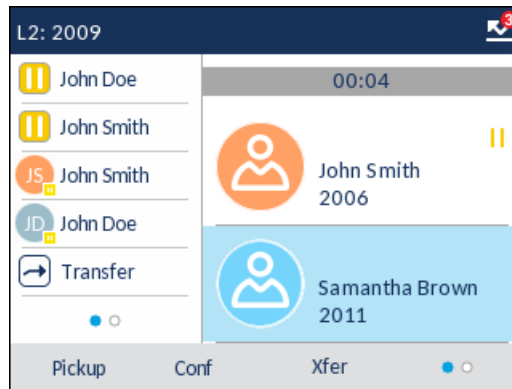 L2: 2009
3
John Doe
John Smith
JS John Smith
JD John Doe
Transfer
00:04
John Smith
2006
Samantha Brown
2011
Pickup Conf Xfer